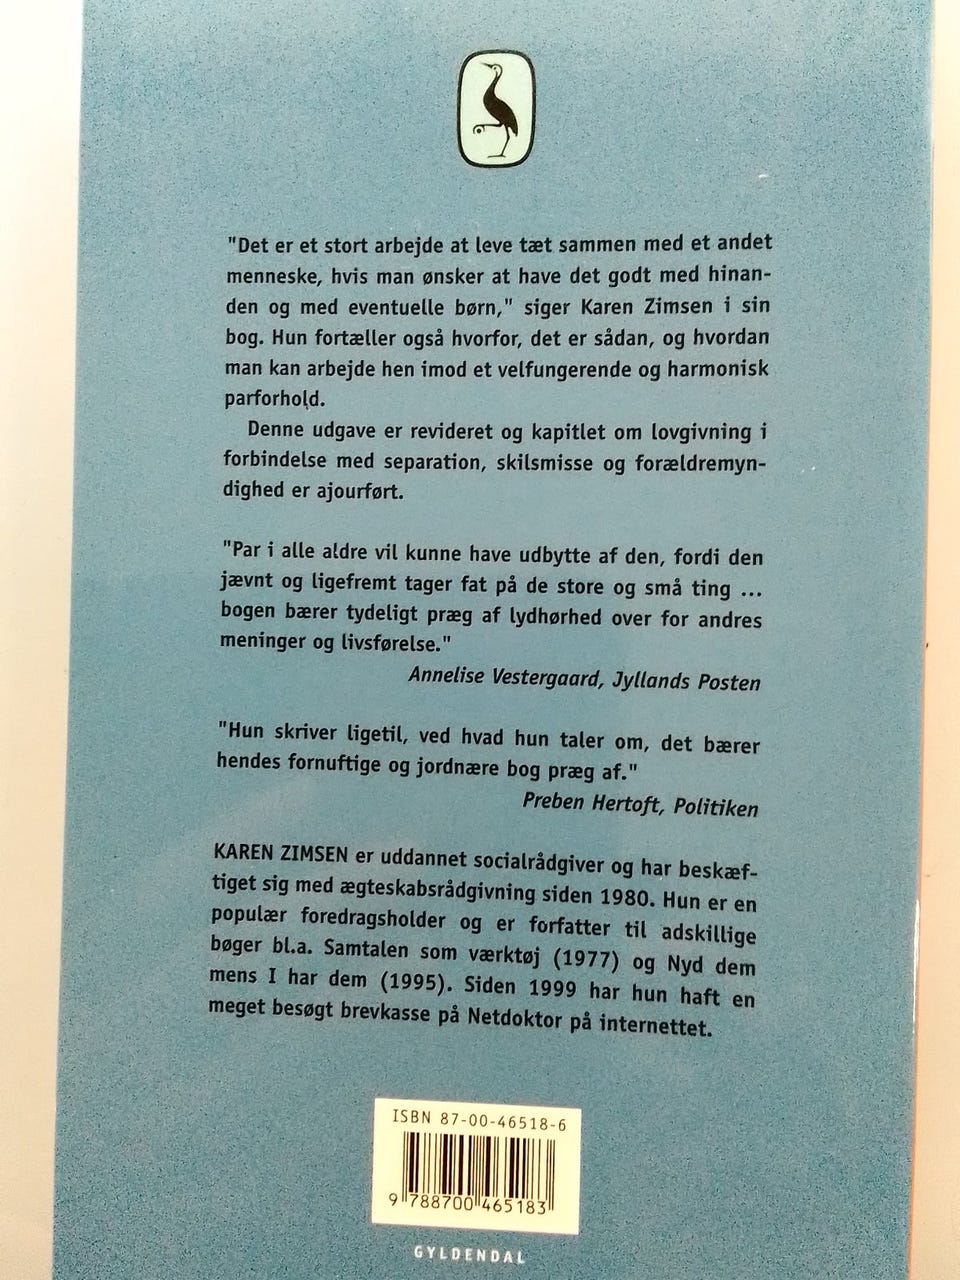 "Det er et stort arbejde at leve tæt sammen med et andet
menneske, hvis man ønsker at have det godt med hinan-
den og med eventuelle børn," siger Karen Zimsen i sin
bog. Hun fortæller også hvorfor, det er sådan, og hvordan
man kan arbejde hen imod et velfungerende og harmonisk
parforhold.
Denne udgave er revideret og kapitlet om lovgivning i
forbindelse med separation, skilsmisse og forældremyn-
dighed er ajourført.
"Par i alle aldre vil kunne have udbytte af den, fordi den
jævnt og ligefremt tager fat på de store og små ting ...
bogen bærer tydeligt præg af lydhørhed over for andres
meninger og livsførelse."
Annelise Vestergaard, Jyllands Posten
"Hun skriver ligetil, ved hvad hun taler om, det bærer
hendes fornuftige og jordnære bog præg af."
Preben Hertoft, Politiken
KAREN ZIMSEN er uddannet socialrådgiver og har beskæf-
tiget sig med ægteskabsrådgivning siden 1980. Hun er en
populær foredragsholder og er forfatter til adskillige
bøger bl.a. Samtalen som værktøj (1977) og Nyd dem
mens I har dem (1995). Siden 1999 har hun haft en
meget besøgt brevkasse på Netdoktor på internettet.
ISBN 87-00-46518-6
9 788700 465183
GYLDENDAL